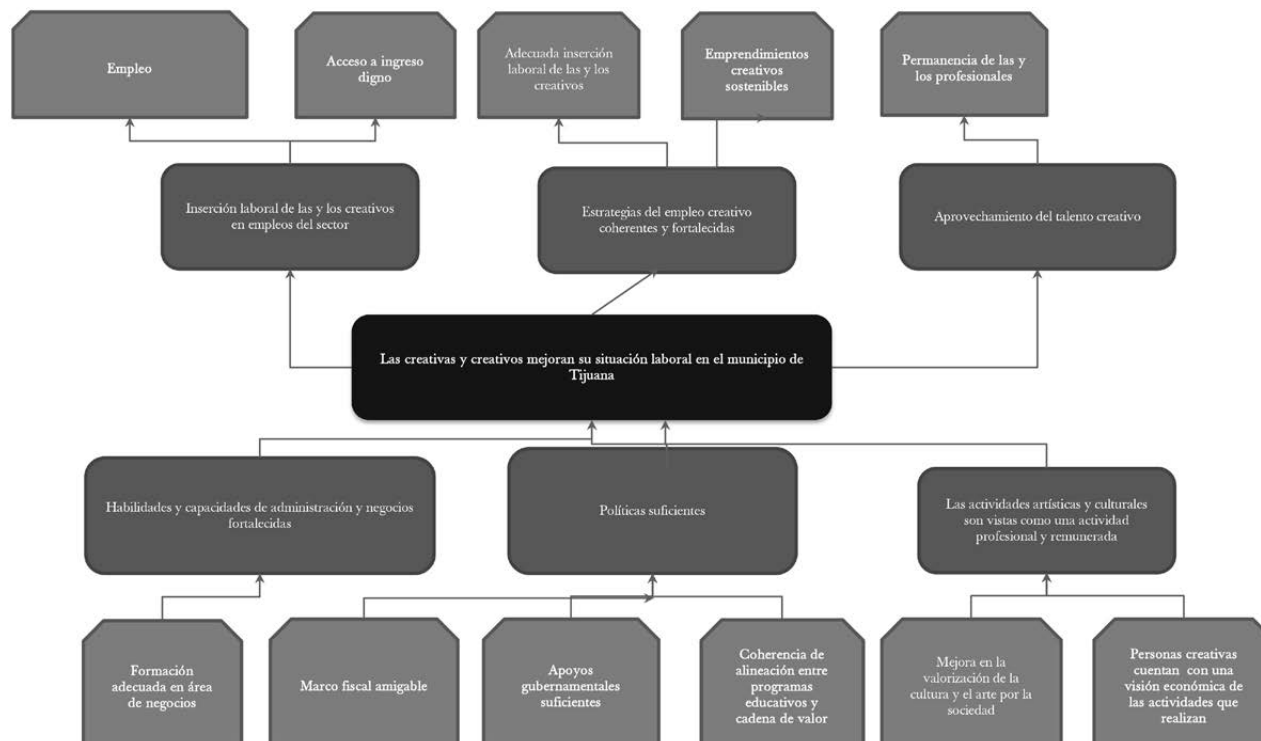 Empleo
Acceso a ingreso
digno
Adecuada inserción
laboral de las y los
creativos
Emprendimientos
creativos
sostenibles
Permanencia de las y
los profesionales
Inserción laboral de las y los creativos
en empleos del sector
Estrategias del empleo creativo
coherentes y fortalecidas
Aprovechamiento del talento creativo
Las creativas y creativos mejoran su situación laboral en el municipio de
Tijuana
Habilidades y capacidades de administración y negocios
fortalecidas
Políticas suficientes
Las actividades artísticas y culturales
son vistas como una actividad
profesional y remunerada
Formación
adecuada en área
de negocios
Marco fiscal amigable
Apoyos
gubernamentales
suficientes
Coherencia de
alineación entre
programas
educativos y
cadena de valor
Mejora en la
valorización de la
cultura y el arte por la
sociedad
Personas creativas
cuentan con una
visión económica de
las actividades que
realizan